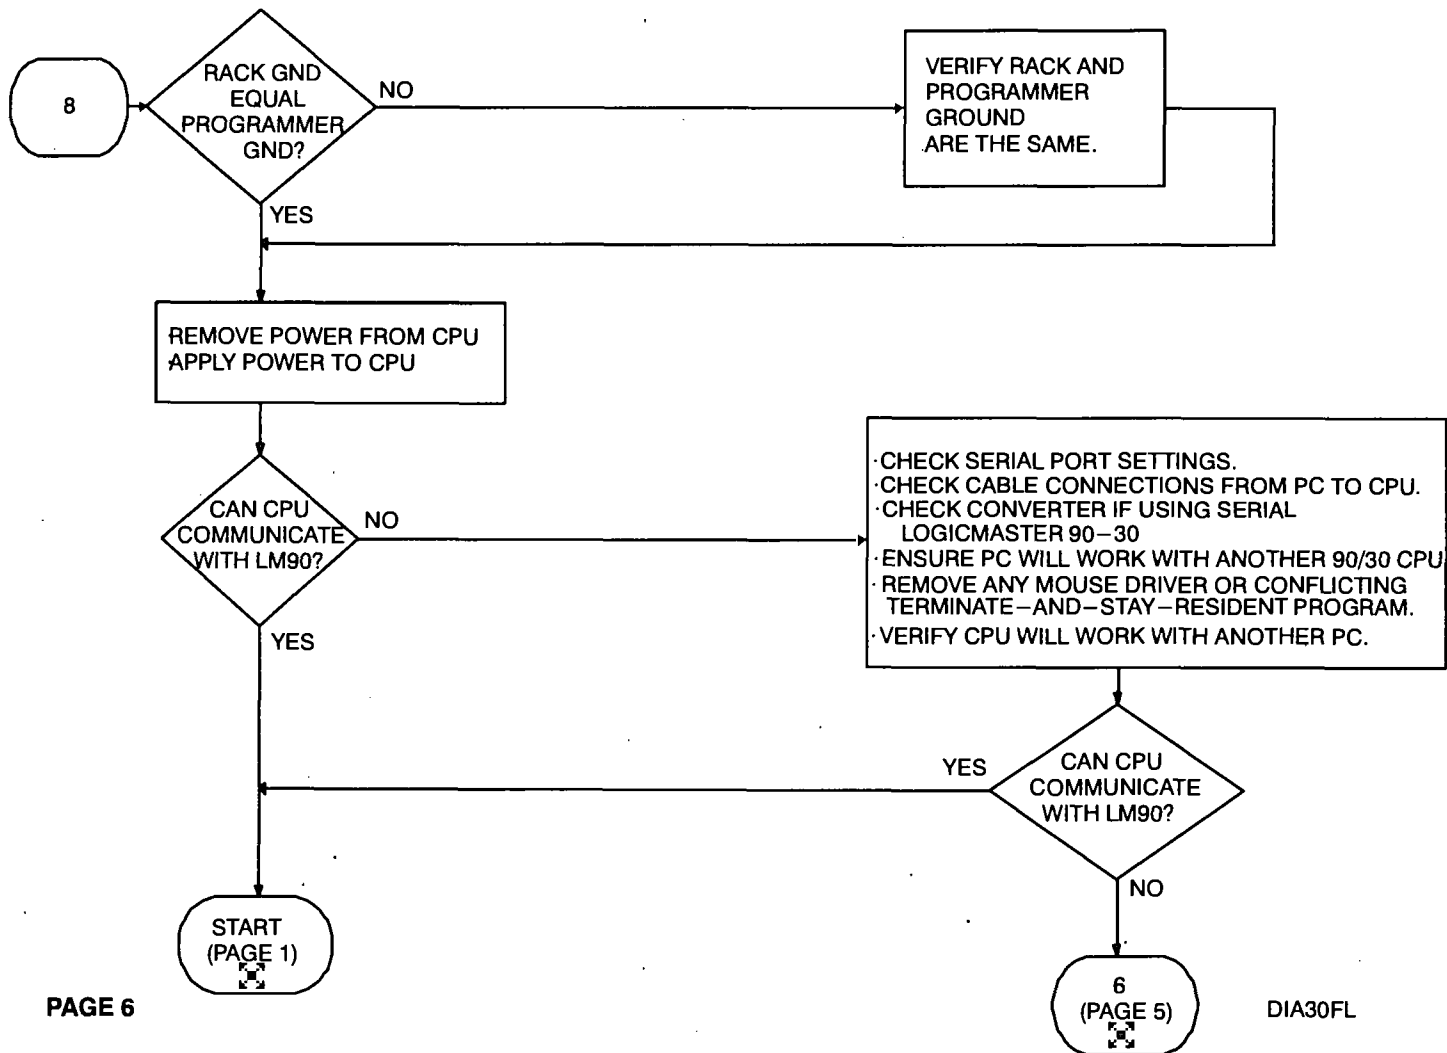 8
RACK GND
EQUAL
PROGRAMMER
GND?
NO
VERIFY RACK AND
PROGRAMMER
GROUND
ARE THE SAME.
YES
REMOVE POWER FROM CPU
APPLY POWER TO CPU
CAN CPU
COMMUNICATE
WITH LM90?
NO
·CHECK SERIAL PORT SETTINGS.
·CHECK CABLE CONNECTIONS FROM PC TO CPU.
·CHECK CONVERTER IF USING SERIAL
LOGICMASTER 90–30
·ENSURE PC WILL WORK WITH ANOTHER 90/30 CPU
·REMOVE ANY MOUSE DRIVER OR CONFLICTING
TERMINATE–AND–STAY–RESIDENT PROGRAM.
·VERIFY CPU WILL WORK WITH ANOTHER PC.
YES
YES
CAN CPU
COMMUNICATE
WITH LM90?
NO
START
(PAGE 1)
6
(PAGE 5)
PAGE 6
DIA30FL